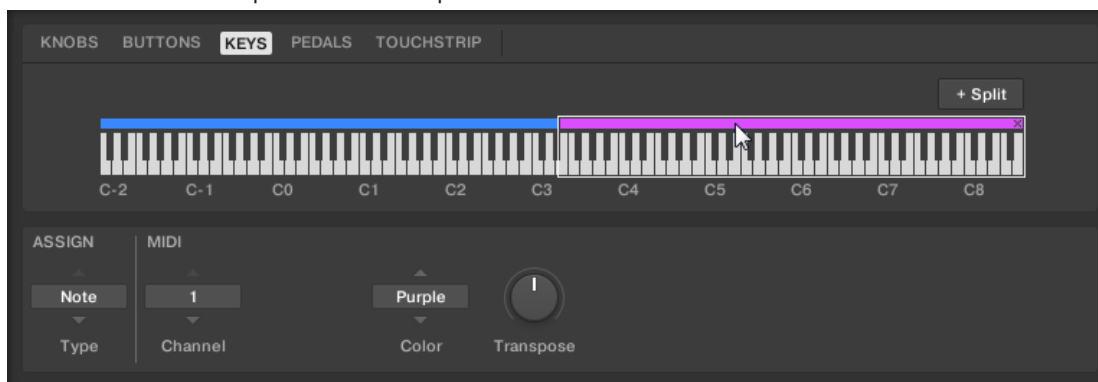 KNOBS BUTTONS KEYS PEDALS TOUCHSTRIP
+ Split
C-2 C-1 C0 C1 C2 C3 C4 C5 C6 C7 C8
ASSIGN MIDI
Note 1 Purple
Type Channel Color Transpose